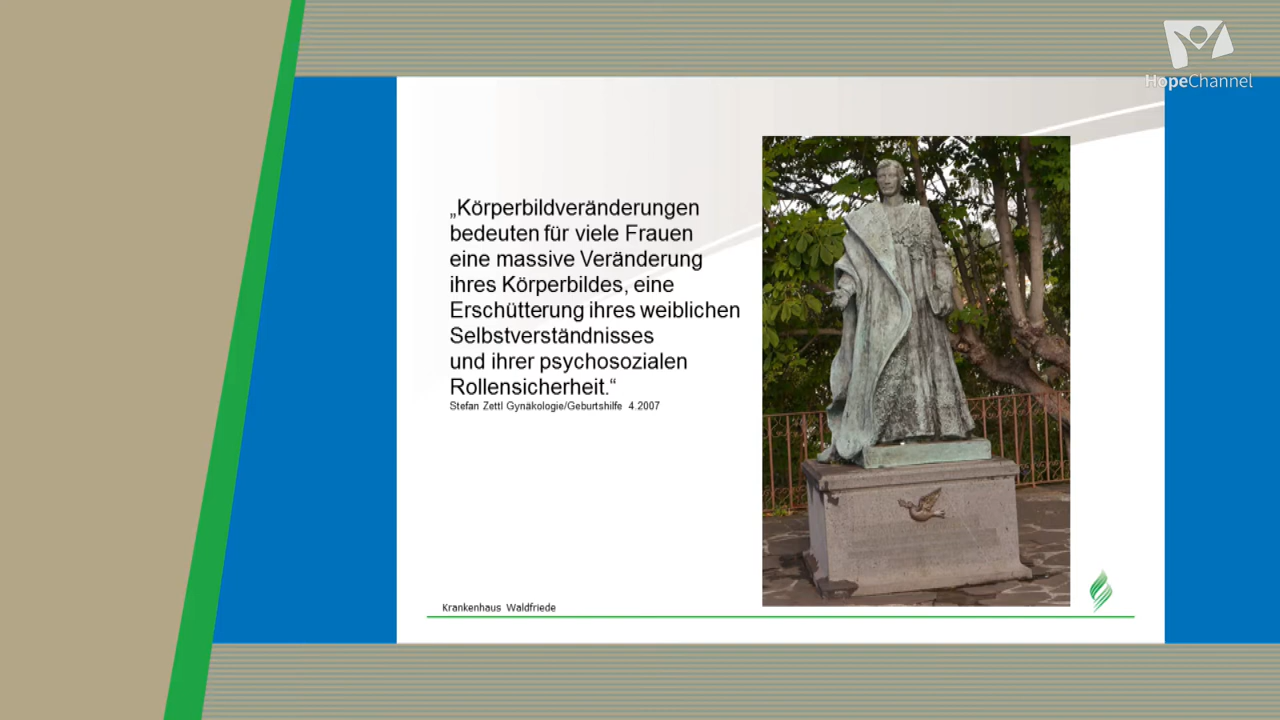 HopeChannel
„Körperbildveränderungen
bedeuten für viele Frauen
eine massive Veränderung
ihres Körperbildes, eine
Erschütterung ihres weiblichen
Selbstverständnisses
und ihrer psychosozialen
Rollensicherheit.“
Stefan Zettl Gynäkologie/Geburtshilfe 4.2007
Krankenhaus Waldfriede